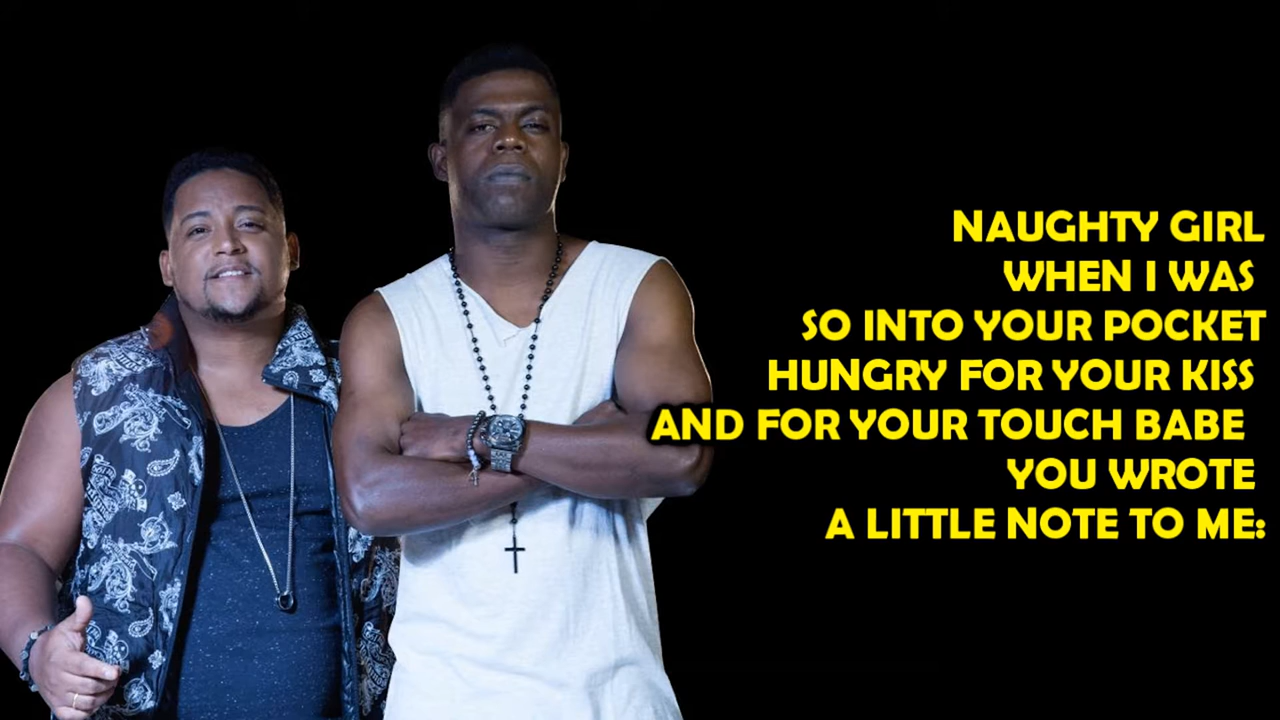 NAUGHTY GIRL
WHEN I WAS
SO INTO YOUR POCKET
HUNGRY FOR YOUR KISS
AND FOR YOUR TOUCH BABE
YOU WROTE
A LITTLE NOTE TO ME: